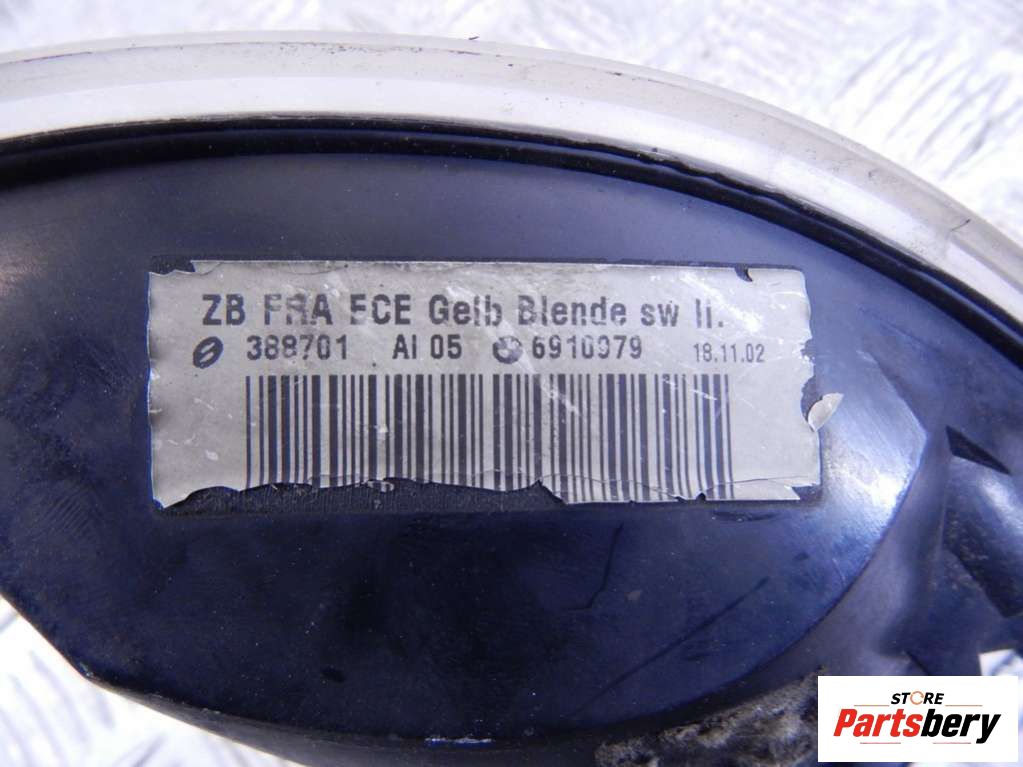 ZB FRA ECE Gelb Blende sw li.
388701 AI 05 6910979 18.11.02
STORE
Partsbery